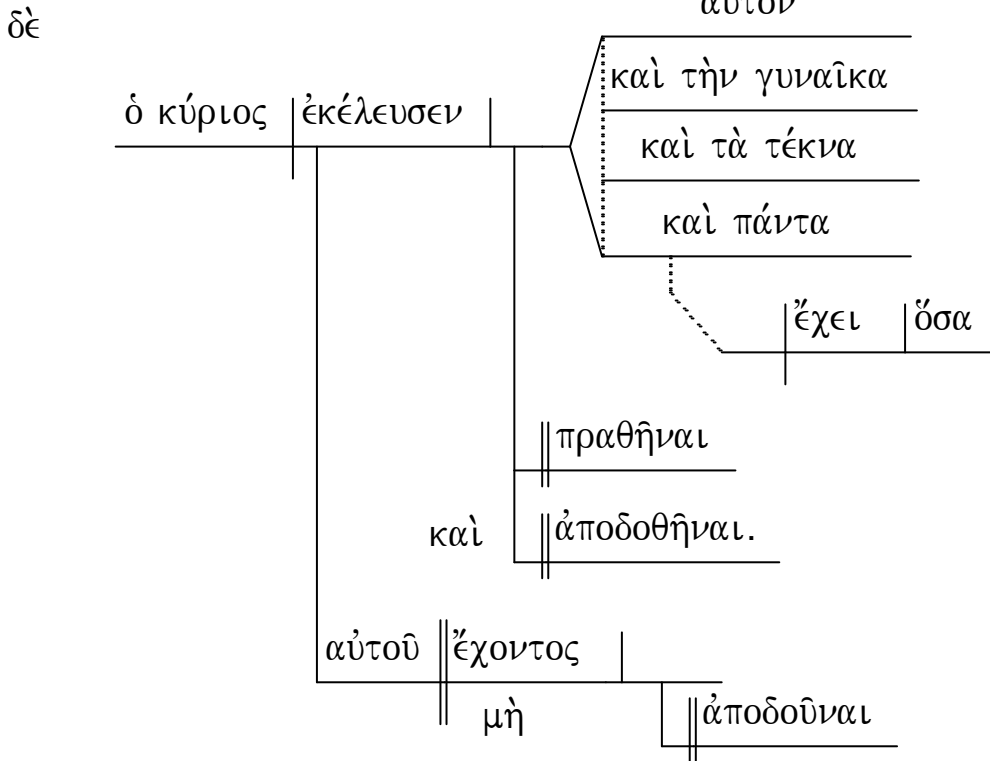 αὐτὸν
δὲ
καὶ τὴν γυναῖκα
ὁ κύριος ἐκέλευσεν
καὶ τὰ τέκνα
καὶ πάντα
ἔχει ὅσα
πραθῆναι
καὶ ἀποδοθῆναι.
αὐτοῦ ἔχοντος
μὴ
ἀποδοῦναι